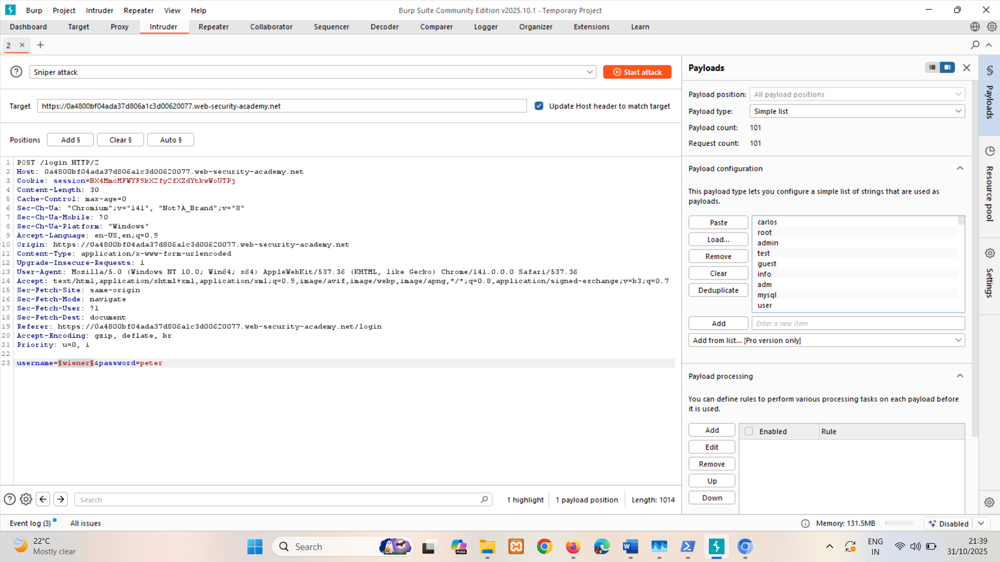 Burp Project Intruder Repeater View Help
Burp Suite Community Edition v2025.10.1 - Temporary Project
Dashboard Target Proxy Intruder Repeater Collaborator Sequencer Decoder Comparer Logger Organizer Extensions Learn
2
Sniper attack
Start attack
Target https://0a4800bf04ada37d806a1c3d00620077.web-security-academy.net Update Host header to match target
Positions Add § Clear § Auto §
1 POST /login HTTP/2
2 Host: 0a4800bf04ada37d806a1c3d00620077.web-security-academy.net
3 Cookie: session=BX4MmoMFWYF9kX2fy2fXZdYtkwWoUTPj
4 Content-Length: 30
5 Cache-Control: max-age=0
6 Sec-Ch-Ua: "Chromium";v="141", "Not?A_Brand";v="8"
7 Sec-Ch-Ua-Mobile: ?0
8 Sec-Ch-Ua-Platform: "Windows"
9 Accept-Language: en-US,en;q=0.9
10 Origin: https://0a4800bf04ada37d806a1c3d00620077.web-security-academy.net
11 Content-Type: application/x-www-form-urlencoded
12 Upgrade-Insecure-Requests: 1
13 User-Agent: Mozilla/5.0 (Windows NT 10.0; Win64; x64) AppleWebKit/537.36 (KHTML, like Gecko) Chrome/141.0.0.0 Safari/537.36
14 Accept: text/html,application/xhtml+xml,application/xml;q=0.9,image/avif,image/webp,image/apng,*/*;q=0.8,application/signed-exchange;v=b3;q=0.7
15 Sec-Fetch-Site: same-origin
16 Sec-Fetch-Mode: navigate
17 Sec-Fetch-User: ?1
18 Sec-Fetch-Dest: document
19 Referer: https://0a4800bf04ada37d806a1c3d00620077.web-security-academy.net/login
20 Accept-Encoding: gzip, deflate, br
21 Priority: u=0, i
22
23 username=§wiener§&password=peter
Search
1 highlight 1 payload position Length: 1014
Payloads
Payload position: All payload positions
Payload type: Simple list
Payload count: 101
Request count: 101
Payload configuration
This payload type lets you configure a simple list of strings that are used as
payloads.
Paste
Load...
Remove
Clear
Deduplicate
carlos
root
admin
test
guest
info
adm
mysql
user
Add Enter a new item
Add from list... [Pro version only]
Payload processing
You can define rules to perform various processing tasks on each payload before
it is used.
Add
Edit
Remove
Up
Down
Enabled Rule
§
Payloads
Resource pool
Settings
Event log (3) All issues
Memory: 131.5MB Disabled
22°C
Mostly clear
Search
M365
ENG
IN
21:39
31/10/2025